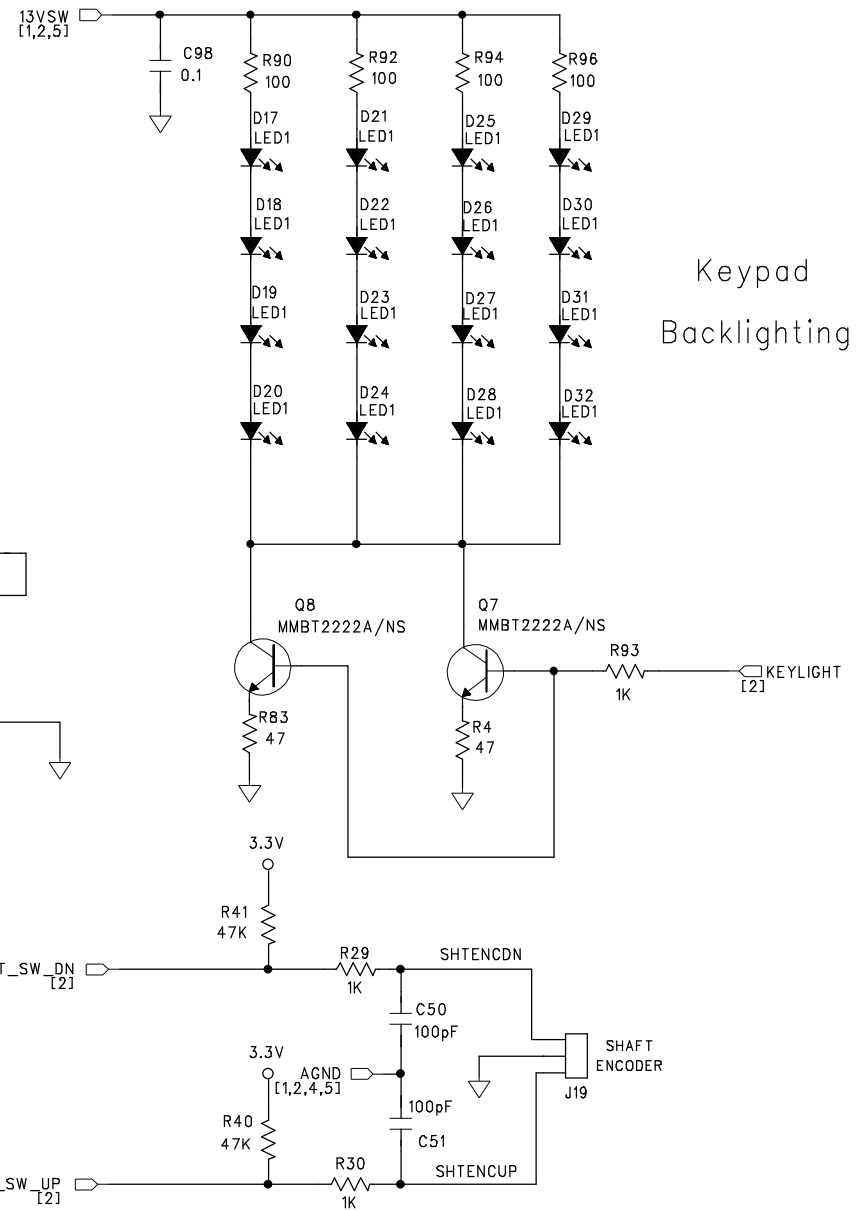 13VSW
[1,2,5]
C98
0.1
R90
100
R92
100
R94
100
R96
100
D17
LED1
D21
LED1
D25
LED1
D29
LED1
D18
LED1
D22
LED1
D26
LED1
D30
LED1
D19
LED1
D23
LED1
D27
LED1
D31
LED1
D20
LED1
D24
LED1
D28
LED1
D32
LED1
Keypad
Backlighting
Q8
MMBT2222A/NS
Q7
MMBT2222A/NS
R93
1K
KEYLIGHT
[2]
R83
47
R4
47
3.3V
R41
47K
T_SW_DN
[2]
R29
1K
SHTENCDN
C50
100pF
3.3V
AGND
[1,2,4,5]
SHAFT
ENCODER
J19
R40
47K
100pF
C51
_SW_UP
[2]
R30
1K
SHTENCUP